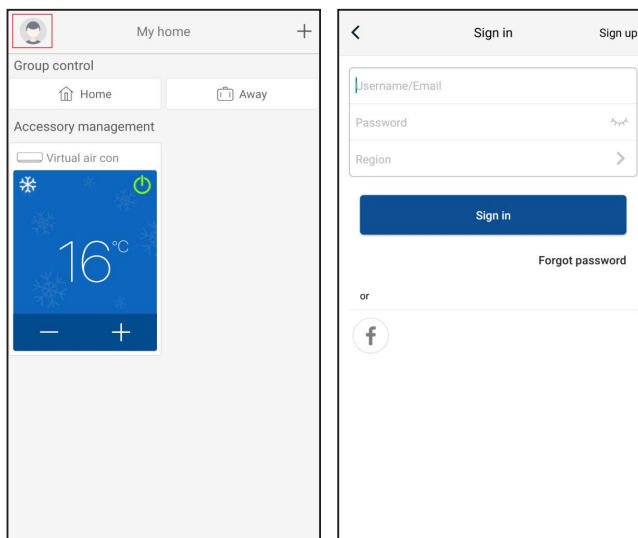 My home
Group control
Home Away
Accessory management
Virtual air con
16°C
Sign in Sign up
Username/Email
Password
Region
Sign in
Forgot password
or
f